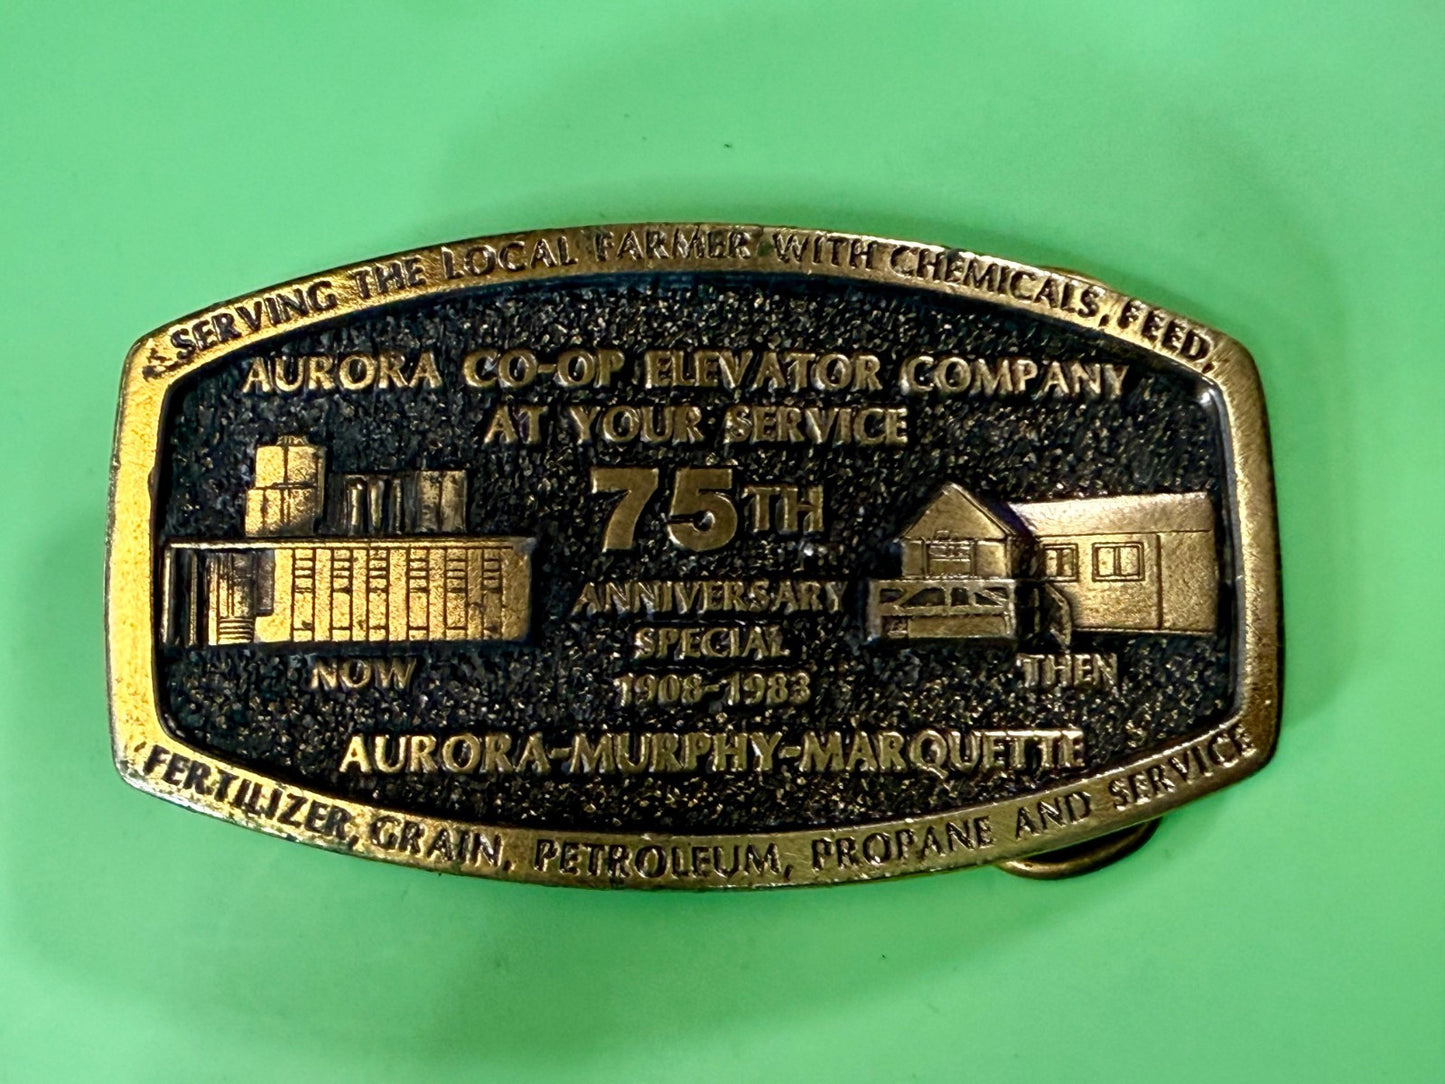 SERVING THE LOCAL FARMER WITH CHEMICALS, FEED,
AURORA CO-OP ELEVATOR COMPANY
AT YOUR SERVICE
75TH
ANNIVERSARY
SPECIAL
1908-1983
NOW
THEN
AURORA-MURPHY-MARQUETTE
FERTILIZER, GRAIN, PETROLEUM, PROPANE AND SERVICE